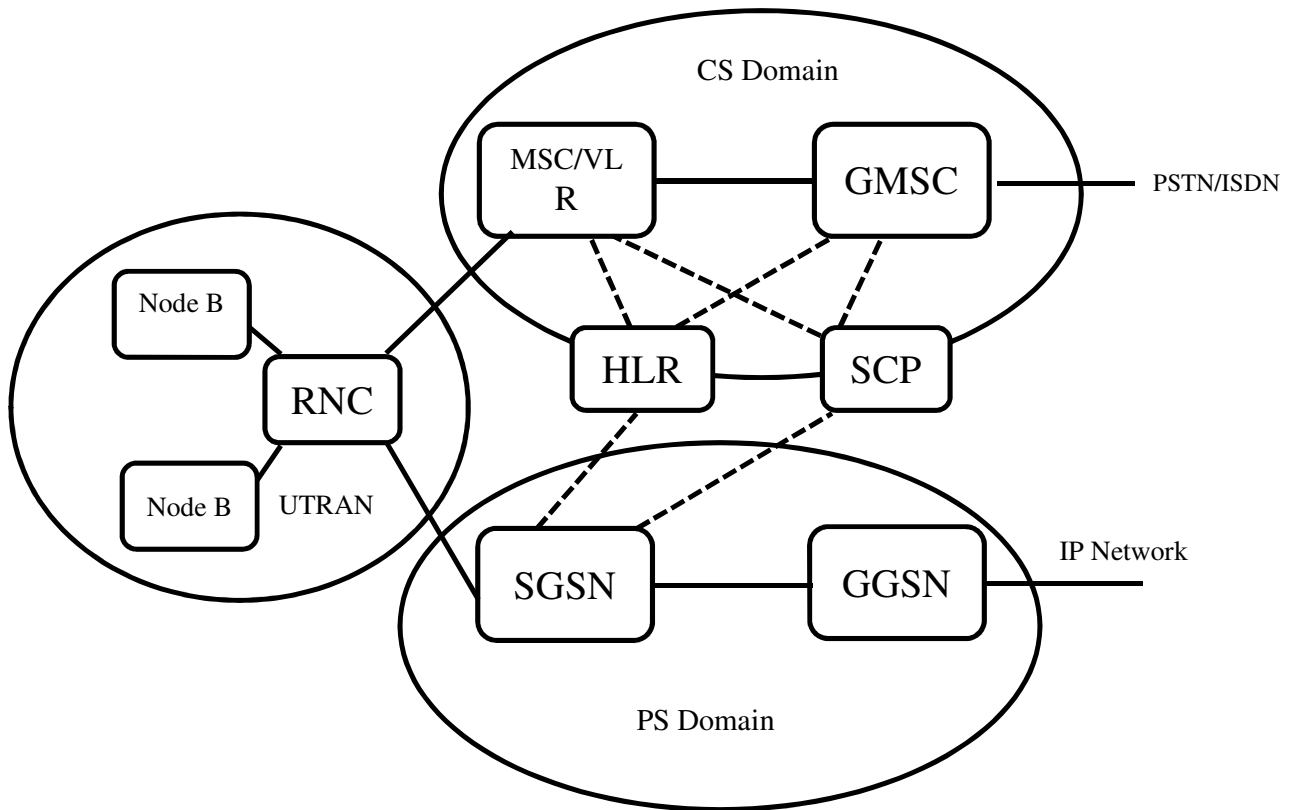 CS Domain
MSC/VL
R
GMSC
PSTN/ISDN
Node B
RNC
HLR
SCP
Node B
UTRAN
SGSN
GGSN
IP Network
PS Domain